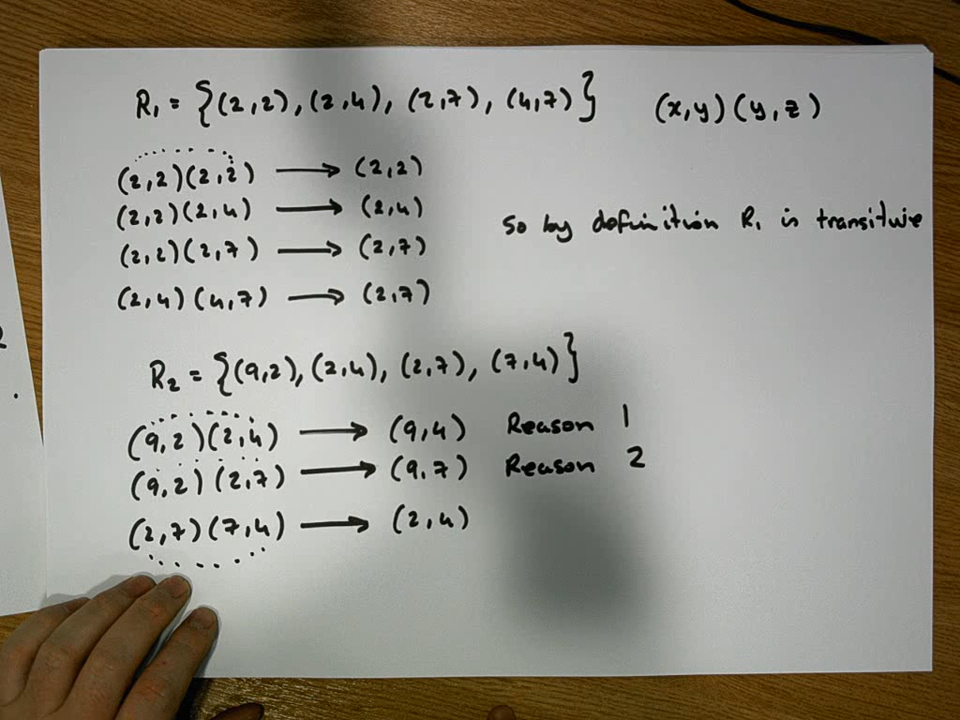 R₁ = {(2,2), (2,4), (2,7), (4,7)} (x,y)(y,z)
(2,2)(2,2) → (2,2)
(2,2)(2,4) → (2,4)
So by definition R₁ is transitive
(2,2)(2,7) → (2,7)
(2,4)(4,7) → (2,7)
R₂ = {(9,2), (2,4), (2,7), (7,4)}
(9,2)(2,4) → (9,4) Reason 1
(9,2)(2,7) → (9,7) Reason 2
(2,7)(7,4) → (2,4)